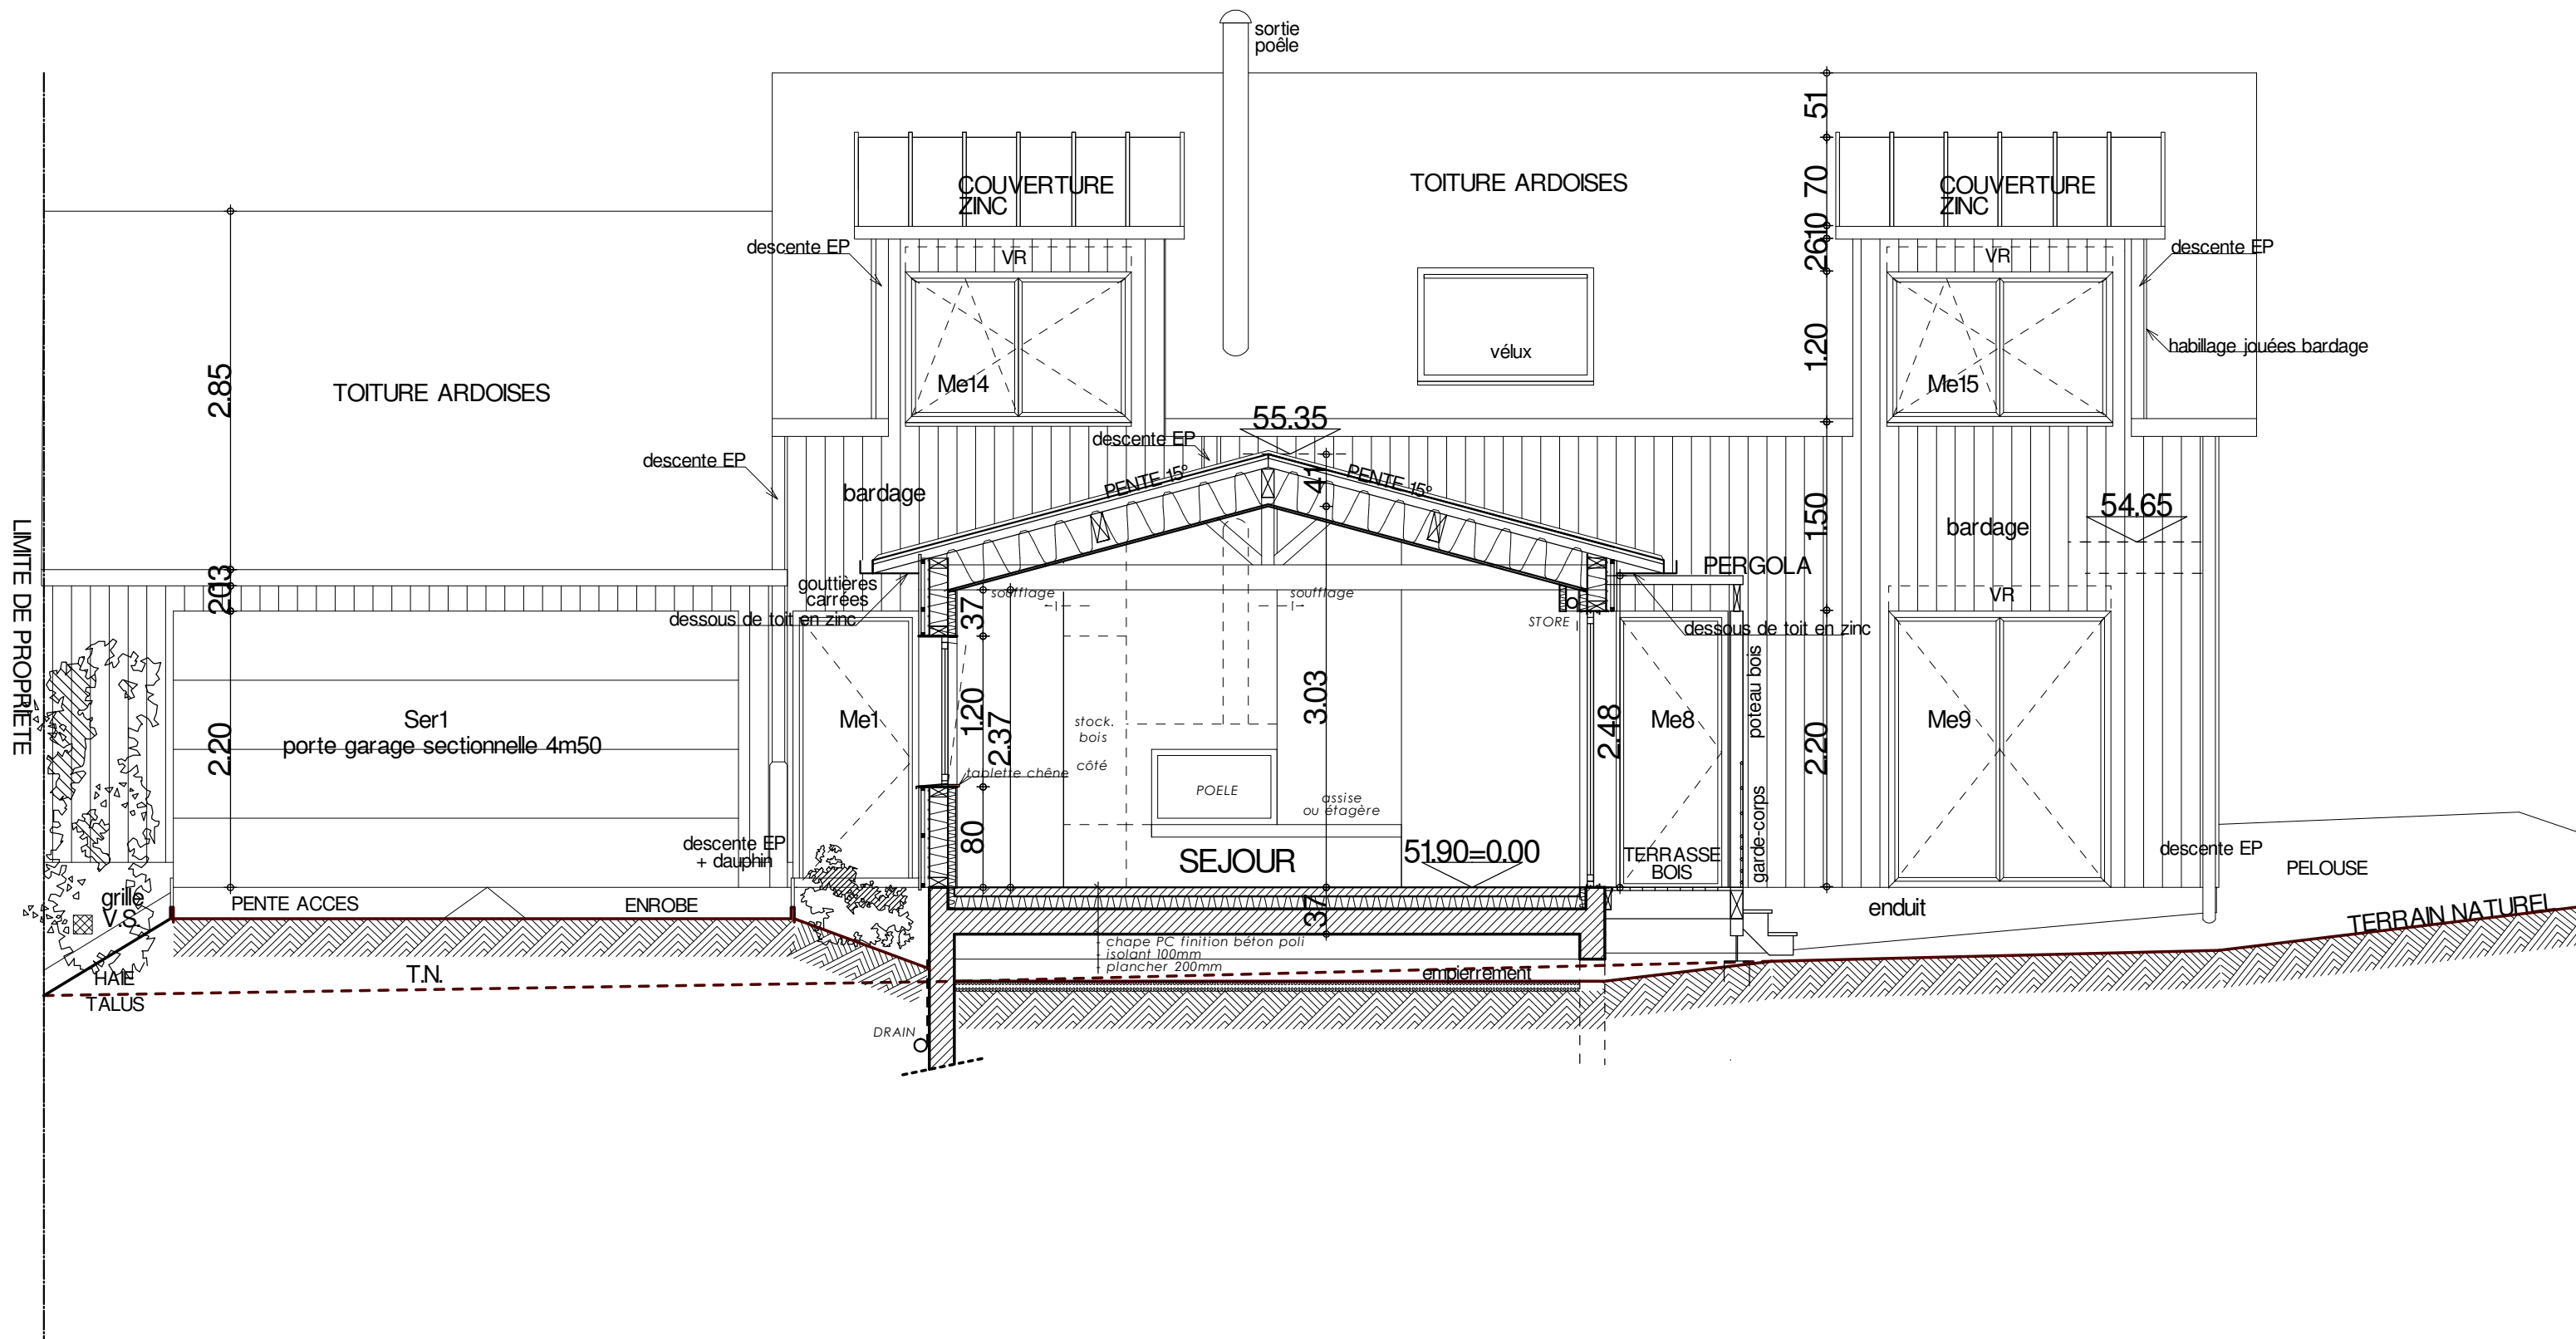 sortie
poêle
51
COUVERTURE
ZINC
TOITURE ARDOISES
70
COUVERTURE
ZINC
descente EP
VR
10
26
VR
descente EP
2.85
TOITURE ARDOISES
Me14
vélux
1.20
Me15
habillage jouées bardage
55.35
descente EP
descente EP
bardage
PENTE 15°
41
PENTE 15°
1.50
54.65
bardage
LIMITE DE PROPRIETE
PERGOLA
13
20
gouttières
carrées
37
soufflage
soufflage
VR
dessous de toit en zinc
STORE
dessous de toit en zinc
Ser1
porte garage sectionnelle 4m50
2.20
Me1
1.20
2.37
stock.
bois
côté
3.03
2.48
Me8
poteau bois
2.20
Me9
tablette chêne
POELE
assise
ou étagère
garde-corps
80
descente EP
+ dauphin
SEJOUR
51.90=0.00
TERRASSE
BOIS
descente EP
PELOUSE
grille
V.S.
PENTE ACCES
ENROBE
37
enduit
TERRAIN NATUREL
chape PC finition béton poli
isolant 100mm
plancher 200mm
empierrement
HAIE
TALUS
T.N.
DRAIN